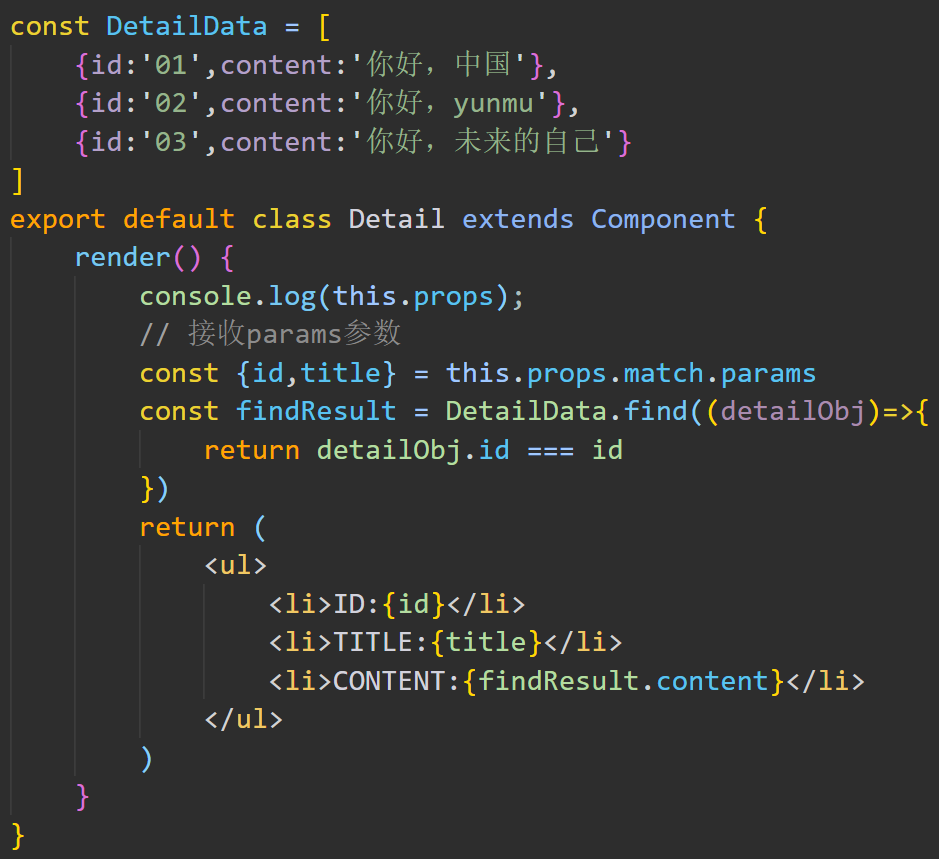 const DetailData = [
    {id:'01',content:'你好，中国'},
    {id:'02',content:'你好，yunmu'},
    {id:'03',content:'你好，未来的自己'}
]
export default class Detail extends Component {
    render() {
        console.log(this.props);
        // 接收params参数
        const {id,title} = this.props.match.params
        const findResult = DetailData.find((detailObj)=>{
            return detailObj.id === id
        })
        return (
            <ul>
                <li>ID:{id}</li>
                <li>TITLE:{title}</li>
                <li>CONTENT:{findResult.content}</li>
            </ul>
        )
    }
}